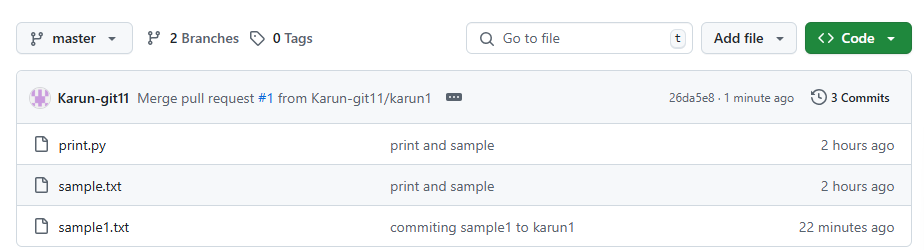 master 2 Branches 0 Tags Go to file t Add file Code
Karun-git11 Merge pull request #1 from Karun-git11/karun1 26da5e8 · 1 minute ago 3 Commits
print.py print and sample 2 hours ago
sample.txt print and sample 2 hours ago
sample1.txt commiting sample1 to karun1 22 minutes ago